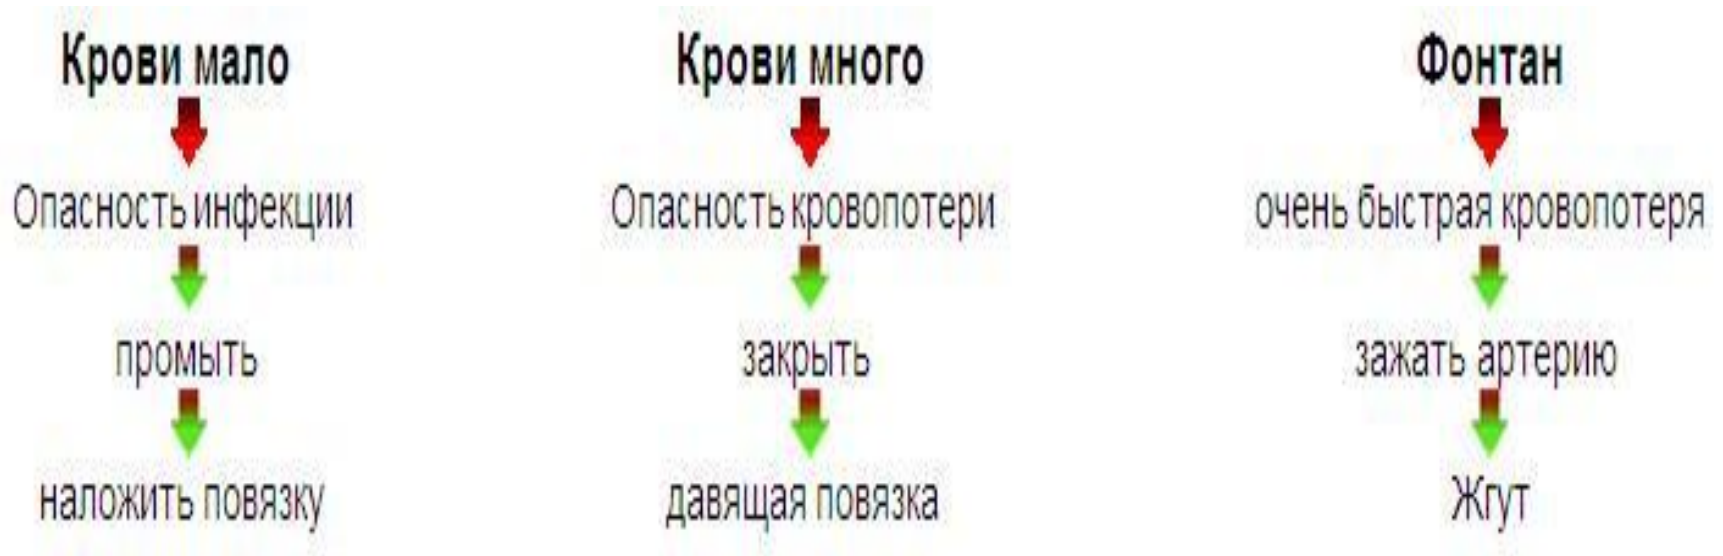 Крови мало
Опасность инфекции
промыть
наложить повязку
Крови много
Опасность кровопотери
закрыть
давящая повязка
Фонтан
очень быстрая кровопотеря
зажать артерию
Жгут